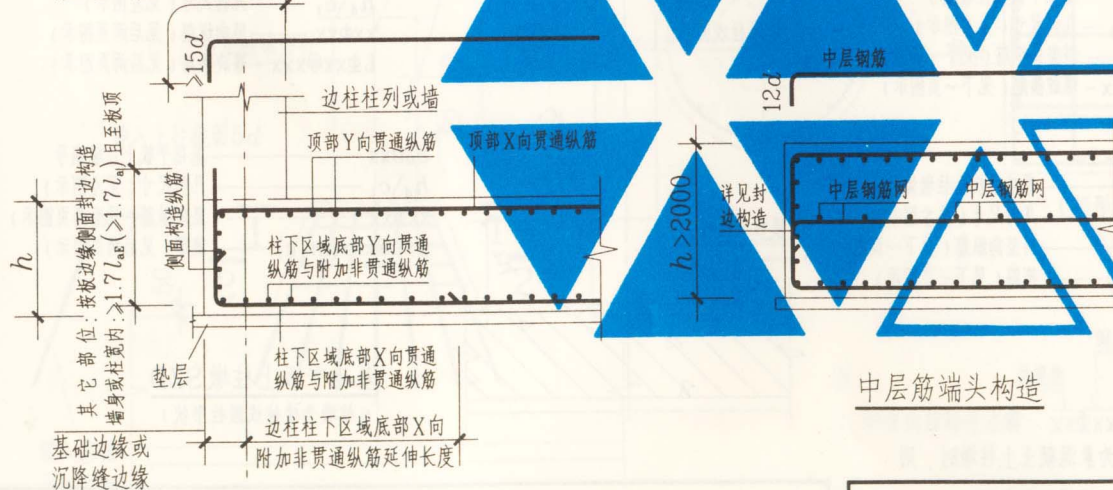 ≥15d
边柱柱列或墙
顶部Y向贯通纵筋
顶部X向贯通纵筋
其它部位：按板边缘侧面封边构造
墙身或柱宽内：≥1.7laE(≥1.7la)且至板顶
侧面构造纵筋
h
柱下区域底部Y向贯通
纵筋与附加非贯通纵筋
垫层
柱下区域底部X向贯通
纵筋与附加非贯通纵筋
边柱柱下区域底部X向
附加非贯通纵筋延伸长度
基础边缘或
沉降缝边缘
中层钢筋
12d
h>2000
详见封
边构造
中层钢筋网
中层钢筋网
中层筋端头构造